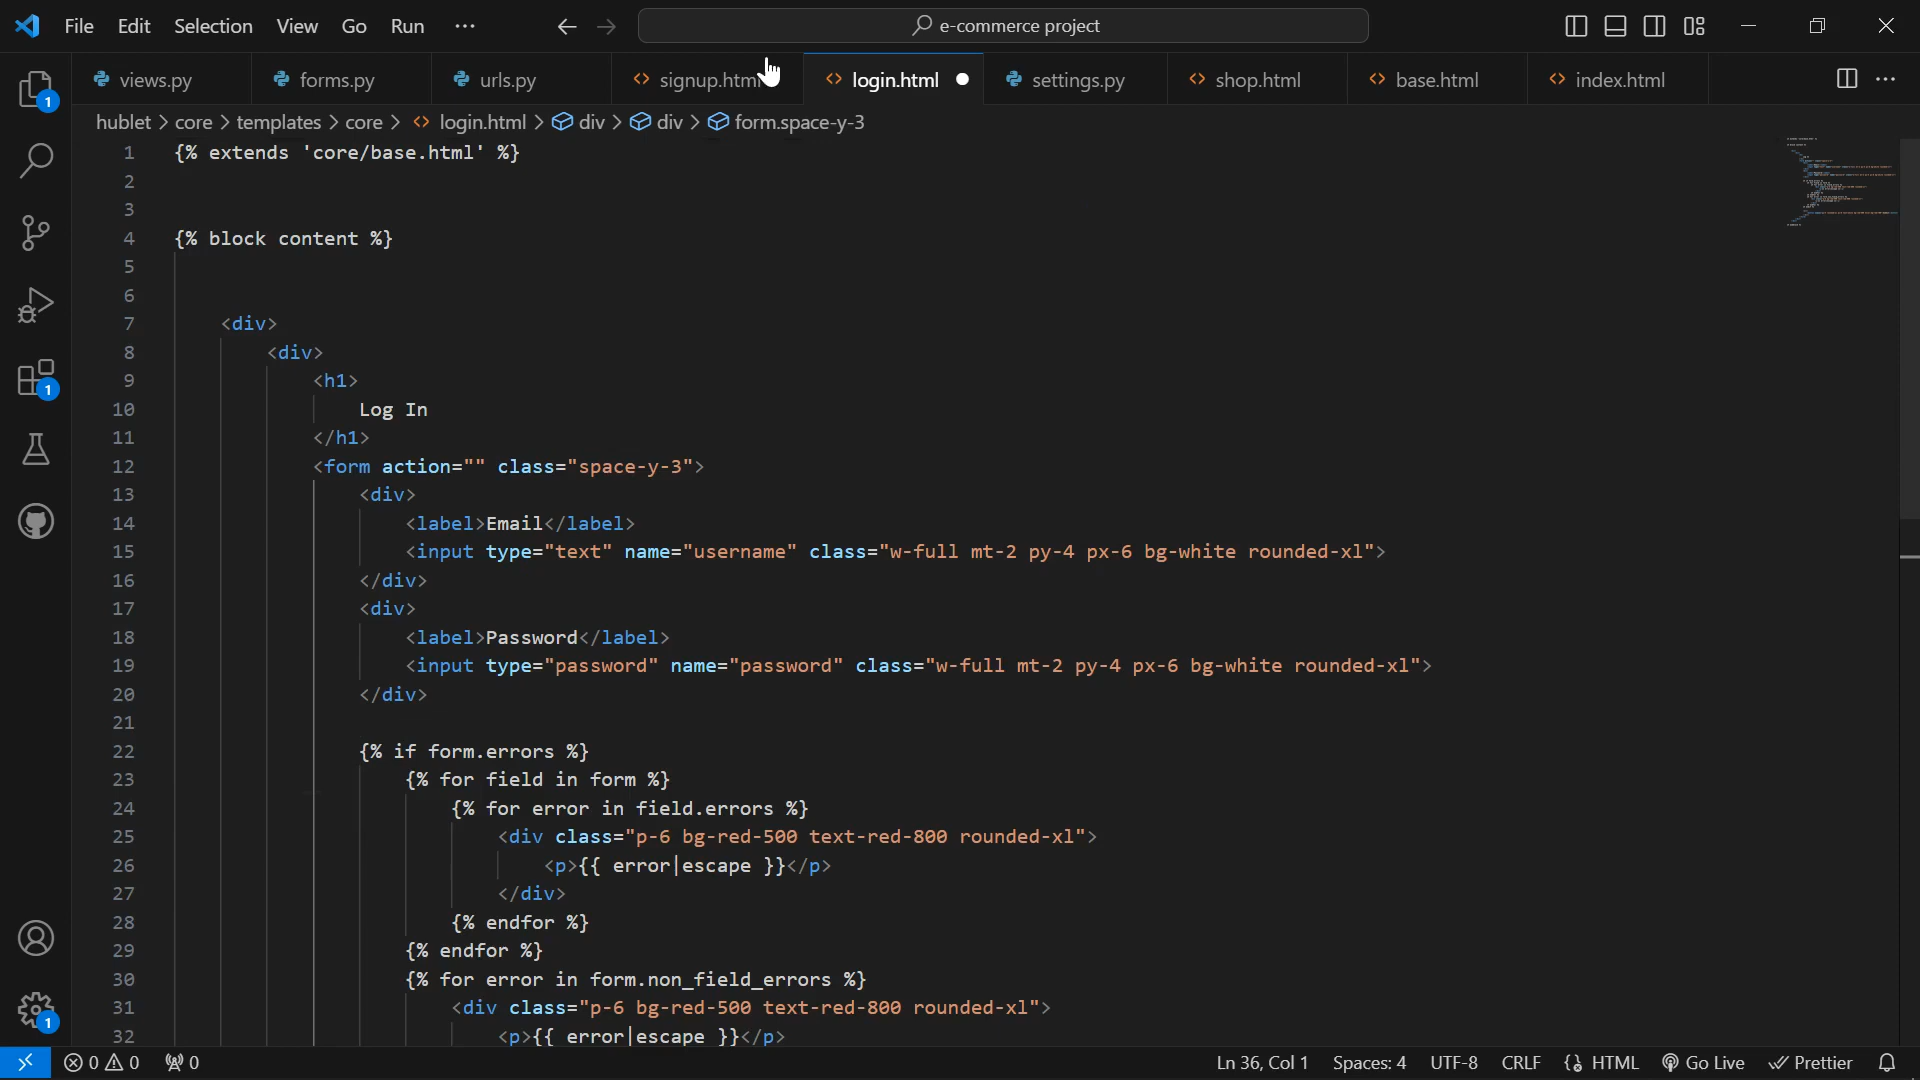 File Edit Selection View Go Run ··· e-commerce project
views.py forms.py urls.py signup.html login.html settings.py shop.html base.html index.html
hublet > core > templates > core > login.html > div > div > form.space-y-3
1 {% extends 'core/base.html' %}
2
3
4 {% block content %}
5
6
7 <div>
8 <div>
9 <h1>
10 Log In
11 </h1>
12 <form action="" class="space-y-3">
13 <div>
14 <label>Email</label>
15 <input type="text" name="username" class="w-full mt-2 py-4 px-6 bg-white rounded-xl">
16 </div>
17 <div>
18 <label>Password</label>
19 <input type="password" name="password" class="w-full mt-2 py-4 px-6 bg-white rounded-xl">
20 </div>
21
22 {% if form.errors %}
23 {% for field in form %}
24 {% for error in field.errors %}
25 <div class="p-6 bg-red-500 text-red-800 rounded-xl">
26 <p>{{ error|escape }}</p>
27 </div>
28 {% endfor %}
29 {% endfor %}
30 {% for error in form.non_field_errors %}
31 <div class="p-6 bg-red-500 text-red-800 rounded-xl">
32 <p>{{ error|escape }}</p>
1
1
1
0 0 0 Ln 36, Col 1 Spaces: 4 UTF-8 CRLF HTML Go Live Prettier